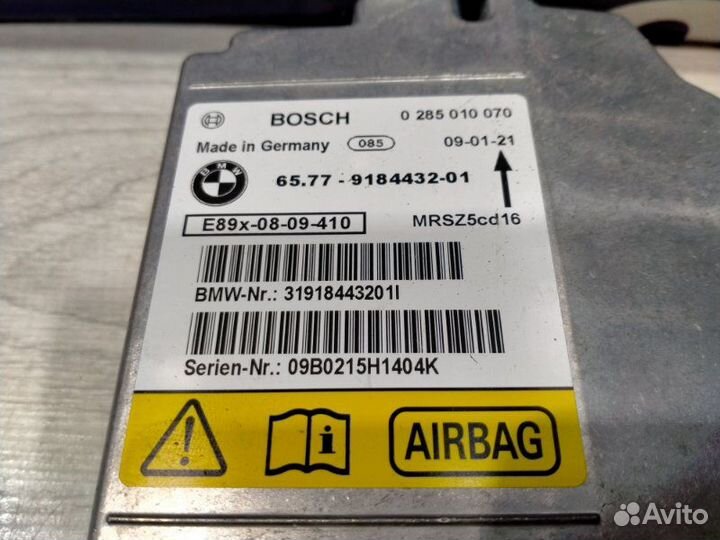 BOSCH 0 285 010 070
Made in Germany 085 09-01-21
BMW 65.77 - 9184432-01
E89x-08-09-410 MRSZ5cd16
BMW-Nr.: 31918443201I
Serien-Nr.: 09B0215H1404K
i AIRBAG
Avito